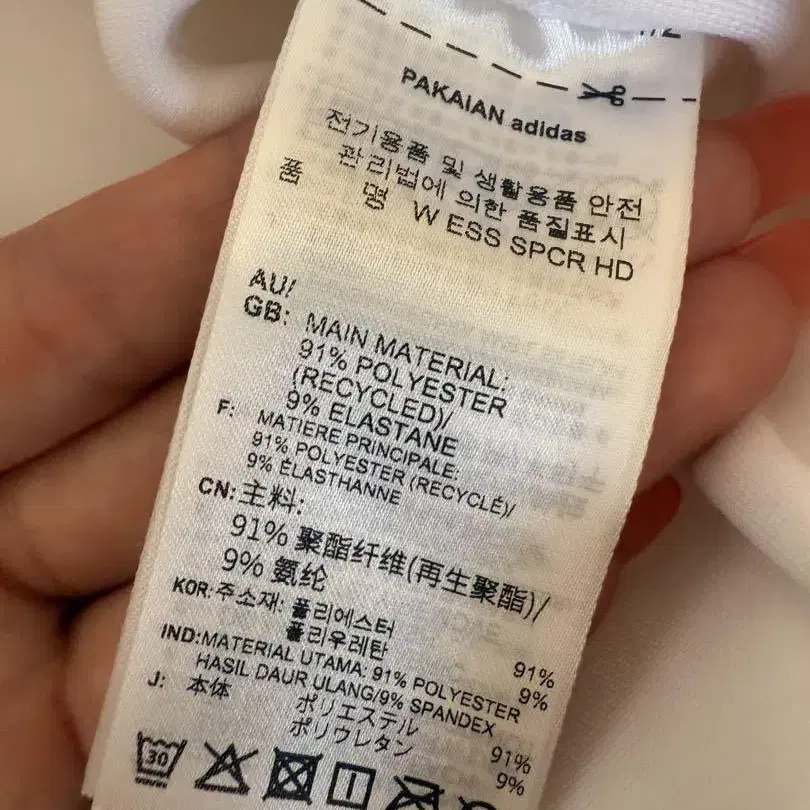 PAKAIAN adidas
전기용품 및 생활용품 안전
관리법에 의한 품질표시
품 명 W ESS SPCR HD
AU/
GB: MAIN MATERIAL:
91% POLYESTER
(RECYCLED)/
9% ELASTANE
F: MATIERE PRINCIPALE:
91% POLYESTER (RECYCLÉ)/
9% ÉLASTHANNE
CN: 主料:
91% 聚酯纤维(再生聚酯)/
9% 氨纶
KOR: 주소재: 폴리에스터 91%
폴리우레탄 9%
IND: MATERIAL UTAMA: 91% POLYESTER
HASIL DAUR ULANG/9% SPANDEX
J: 本体 ポリエステル 91%
ポリウレタン 9%
30